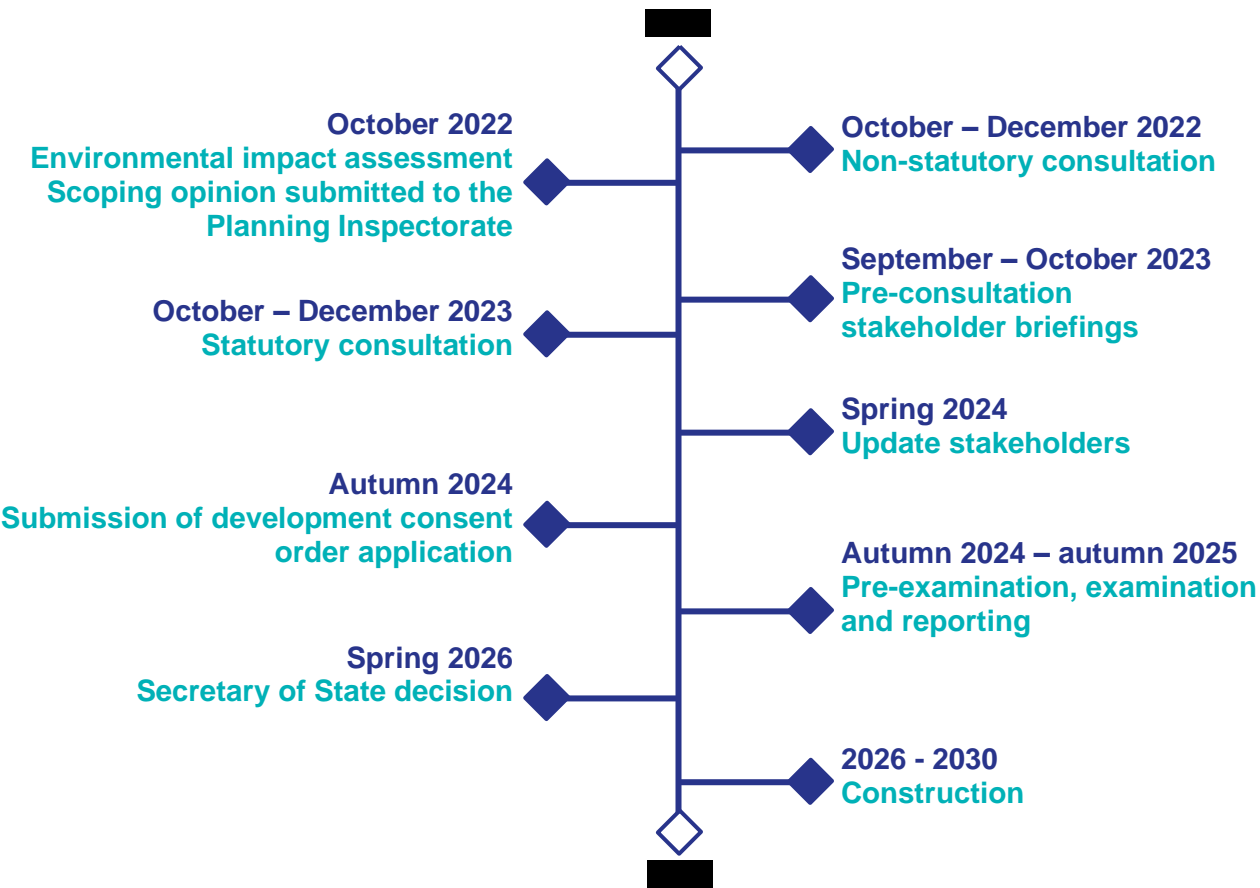 October – December 2022
Non-statutory consultation
October 2022
Environmental impact assessment
Scoping opinion submitted to the
Planning Inspectorate
September – October 2023
Pre-consultation
stakeholder briefings
October – December 2023
Statutory consultation
Spring 2024
Update stakeholders
Autumn 2024
Submission of development consent
order application
Autumn 2024 – autumn 2025
Pre-examination, examination
and reporting
Spring 2026
Secretary of State decision
2026 - 2030
Construction